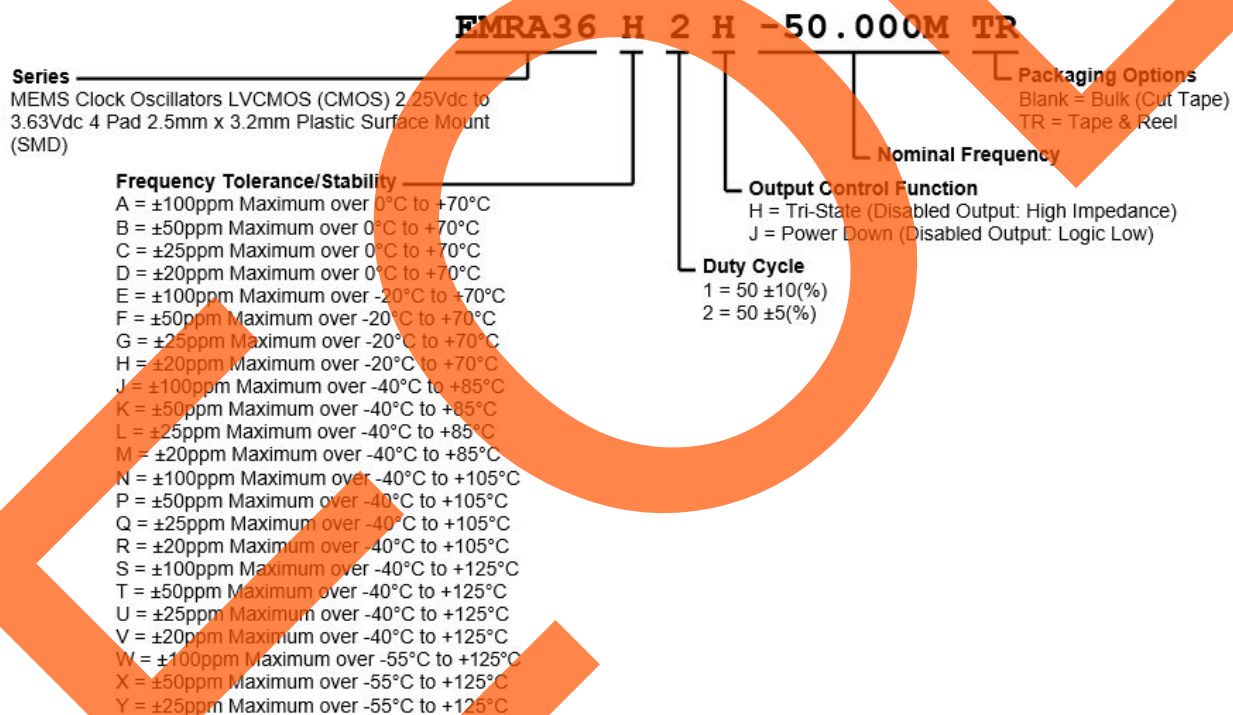 EMRA36 H 2 H -50.000M TR
Series
MEMS Clock Oscillators LVCMOS (CMOS) 2.25Vdc to
3.63Vdc 4 Pad 2.5mm x 3.2mm Plastic Surface Mount
(SMD)
Frequency Tolerance/Stability
A = ±100ppm Maximum over 0°C to +70°C
B = ±50ppm Maximum over 0°C to +70°C
C = ±25ppm Maximum over 0°C to +70°C
D = ±20ppm Maximum over 0°C to +70°C
E = ±100ppm Maximum over -20°C to +70°C
F = ±50ppm Maximum over -20°C to +70°C
G = ±25ppm Maximum over -20°C to +70°C
H = ±20ppm Maximum over -20°C to +70°C
J = ±100ppm Maximum over -40°C to +85°C
K = ±50ppm Maximum over -40°C to +85°C
L = ±25ppm Maximum over -40°C to +85°C
M = ±20ppm Maximum over -40°C to +85°C
N = ±100ppm Maximum over -40°C to +105°C
P = ±50ppm Maximum over -40°C to +105°C
Q = ±25ppm Maximum over -40°C to +105°C
R = ±20ppm Maximum over -40°C to +105°C
S = ±100ppm Maximum over -40°C to +125°C
T = ±50ppm Maximum over -40°C to +125°C
U = ±25ppm Maximum over -40°C to +125°C
V = ±20ppm Maximum over -40°C to +125°C
W = ±100ppm Maximum over -55°C to +125°C
X = ±50ppm Maximum over -55°C to +125°C
Y = ±25ppm Maximum over -55°C to +125°C
Duty Cycle
1 = 50 ±10(%)
2 = 50 ±5(%)
Output Control Function
H = Tri-State (Disabled Output: High Impedance)
J = Power Down (Disabled Output: Logic Low)
Nominal Frequency
Packaging Options
Blank = Bulk (Cut Tape)
TR = Tape & Reel